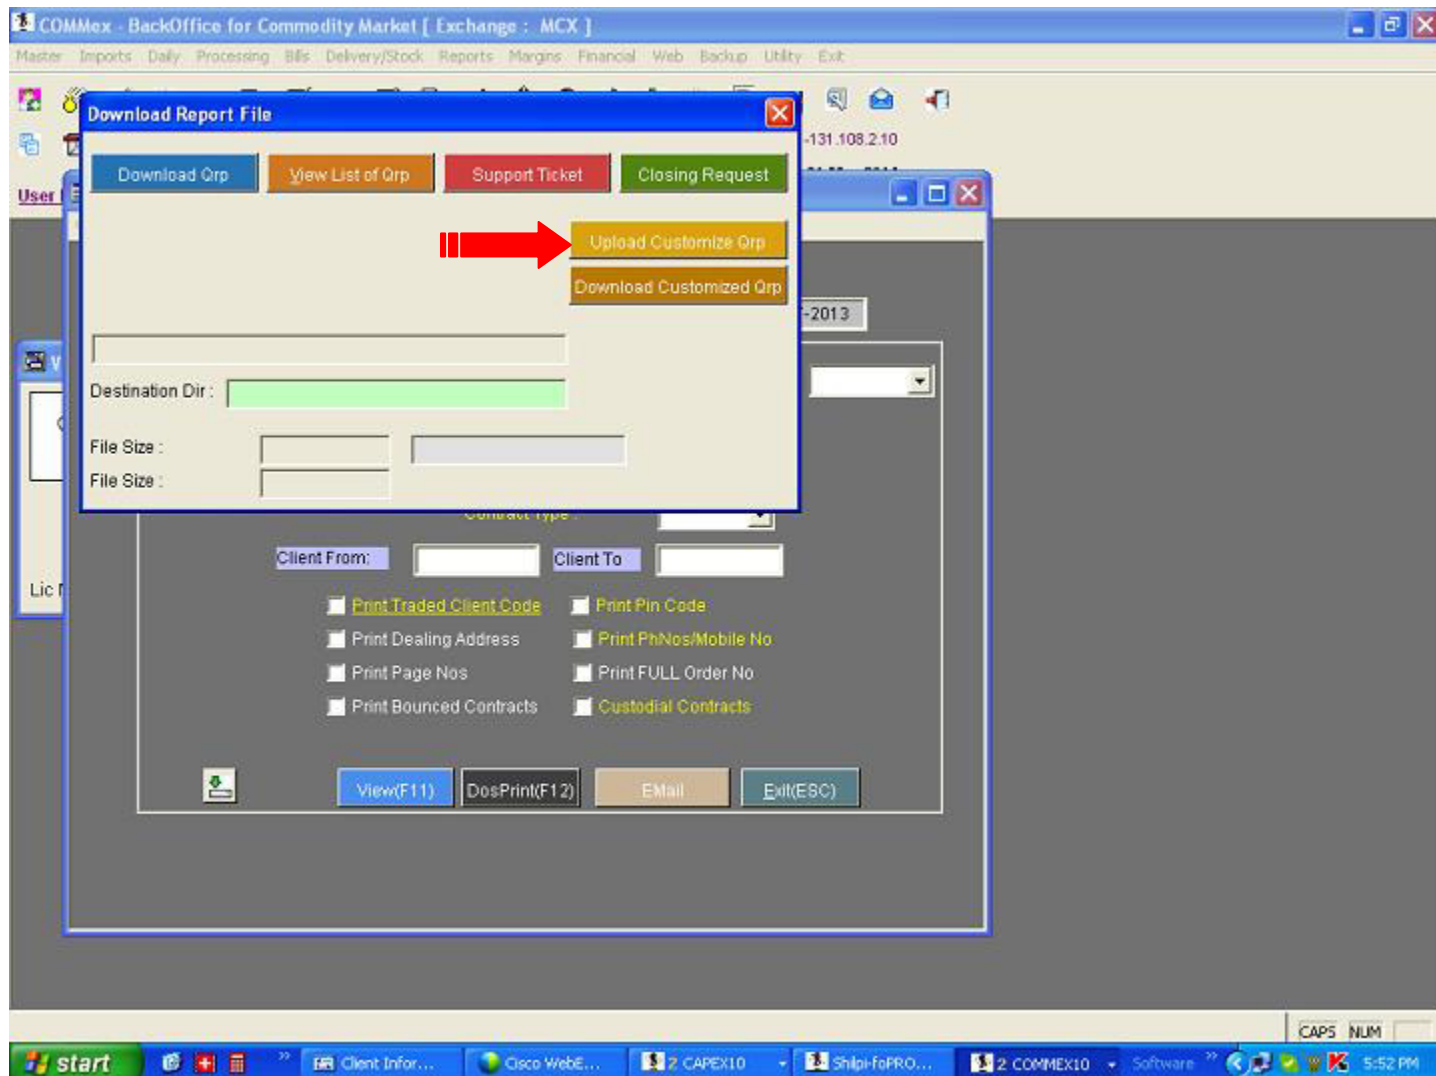 COMMex - BackOffice for Commodity Market [ Exchange : MCX ]
Master Imports Daily Processing Bills Delivery/Stock Reports Margins Financial Web Backup Utility Exit
Download Report File
-131.108.2.10
Download Qrp View List of Qrp Support Ticket Closing Request
User
Upload Customize Qrp
Download Customized Qrp
-2013
V
Destination Dir :
File Size :
File Size :
Contract Type :
Client From: Client To
Lic
Print Traded Client Code Print Pin Code
Print Dealing Address Print PhNos/Mobile No
Print Page Nos Print FULL Order No
Print Bounced Contracts Custodial Contracts
View(F11) DosPrint(F12) EMail Exit(ESC)
CAPS NUM
start Client Infor... Cisco WebE... 2 CAPEX10 Shilpi-foPRO... 2 COMMEX10 Software 5:52 PM